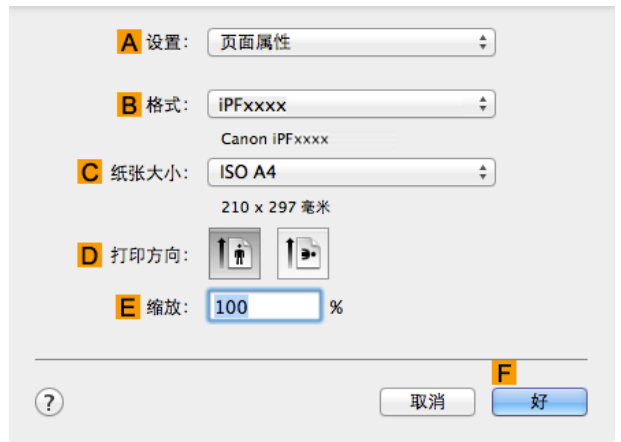 A 设置: 页面属性
B 格式: iPFxxxx
Canon iPFxxxx
C 纸张大小: ISO A4
210 x 297 毫米
D 打印方向:
E 缩放: 100 %
F
? 取消 好